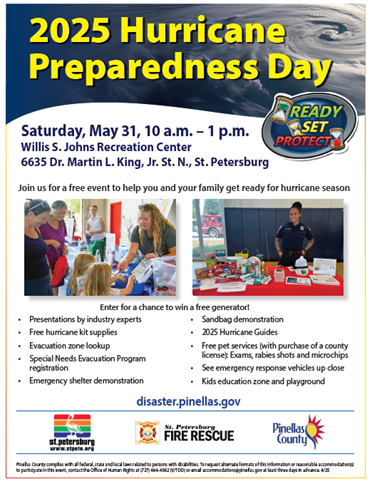 2025 Hurricane
Preparedness Day
READY
SET
PROTECT
Saturday, May 31, 10 a.m. – 1 p.m.
Willis S. Johns Recreation Center
6635 Dr. Martin L. King, Jr. St. N., St. Petersburg
Join us for a free event to help you and your family get ready for hurricane season
Enter for a chance to win a free generator!
• Presentations by industry experts
• Free hurricane kit supplies
• Evacuation zone lookup
• Special Needs Evacuation Program
registration
• Emergency shelter demonstration
• Sandbag demonstration
• 2025 Hurricane Guides
• Free pet services (with purchase of a county
license): Exams, rabies shots and microchips
• See emergency response vehicles up close
• Kids education zone and playground
disaster.pinellas.gov
st.petersburg
www.stpete.org
St. Petersburg
FIRE RESCUE
Pinellas
County
Pinellas County complies with all federal, state and local laws related to persons with disabilities. To request alternate formats of this information or reasonable accommodations
to participate in this event, contact the Office of Human Rights at (727) 464-4062 (V/TDD) or email accommodations@pinellas.gov at least three days in advance. 4/25